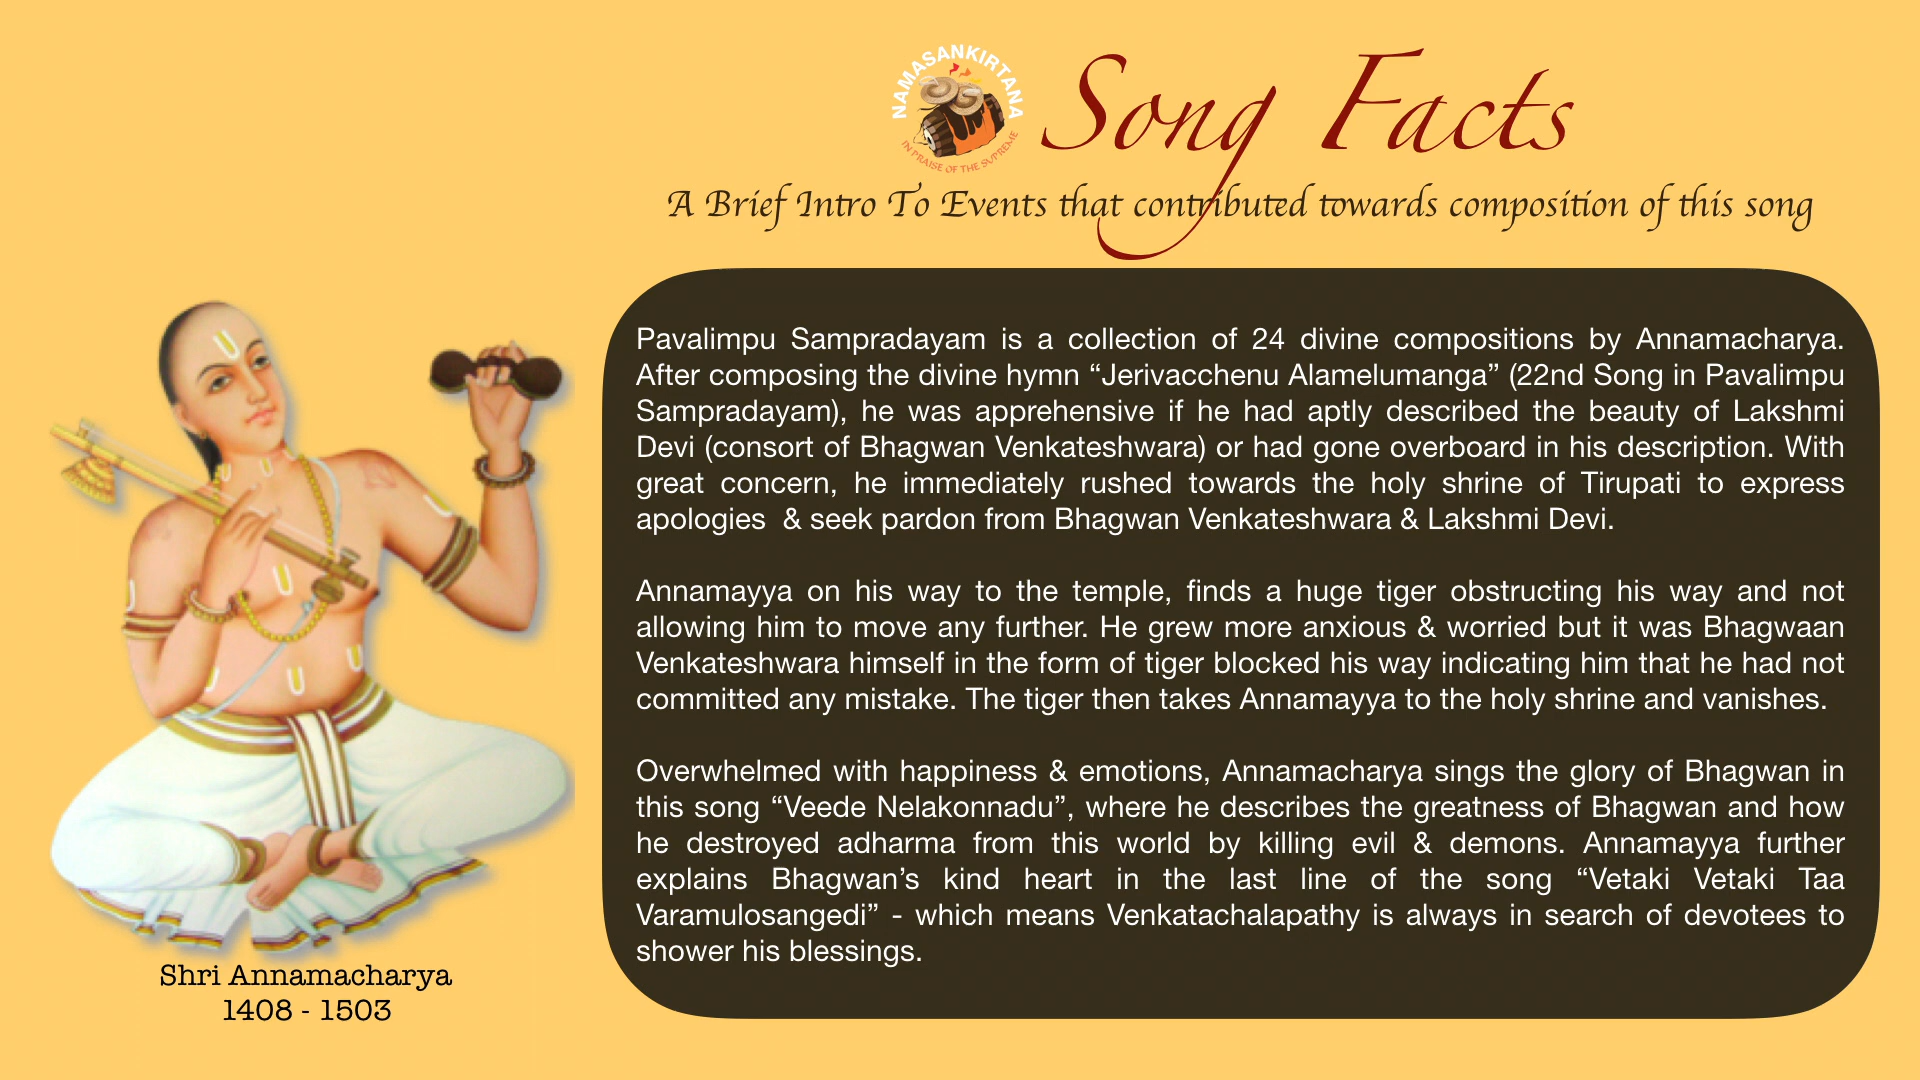 NAMASANKIRTANA
IN PRAISE OF THE SUPREME
Song Facts
A Brief Intro To Events that contributed towards composition of this song
Pavalimpu Sampradayam is a collection of 24 divine compositions by Annamacharya.
After composing the divine hymn “Jerivacchenu Alamelumanga” (22nd Song in Pavalimpu
Sampradayam), he was apprehensive if he had aptly described the beauty of Lakshmi
Devi (consort of Bhagwan Venkateshwara) or had gone overboard in his description. With
great concern, he immediately rushed towards the holy shrine of Tirupati to express
apologies  & seek pardon from Bhagwan Venkateshwara & Lakshmi Devi.
Annamayya on his way to the temple, finds a huge tiger obstructing his way and not
allowing him to move any further. He grew more anxious & worried but it was Bhagwaan
Venkateshwara himself in the form of tiger blocked his way indicating him that he had not
committed any mistake. The tiger then takes Annamayya to the holy shrine and vanishes.
Overwhelmed with happiness & emotions, Annamacharya sings the glory of Bhagwan in
this song “Veede Nelakonnadu”, where he describes the greatness of Bhagwan and how
he destroyed adharma from this world by killing evil & demons. Annamayya further
explains Bhagwan’s kind heart in the last line of the song “Vetaki Vetaki Taa
Varamulosangedi” - which means Venkatachalapathy is always in search of devotees to
shower his blessings.
Shri Annamacharya
1408 - 1503